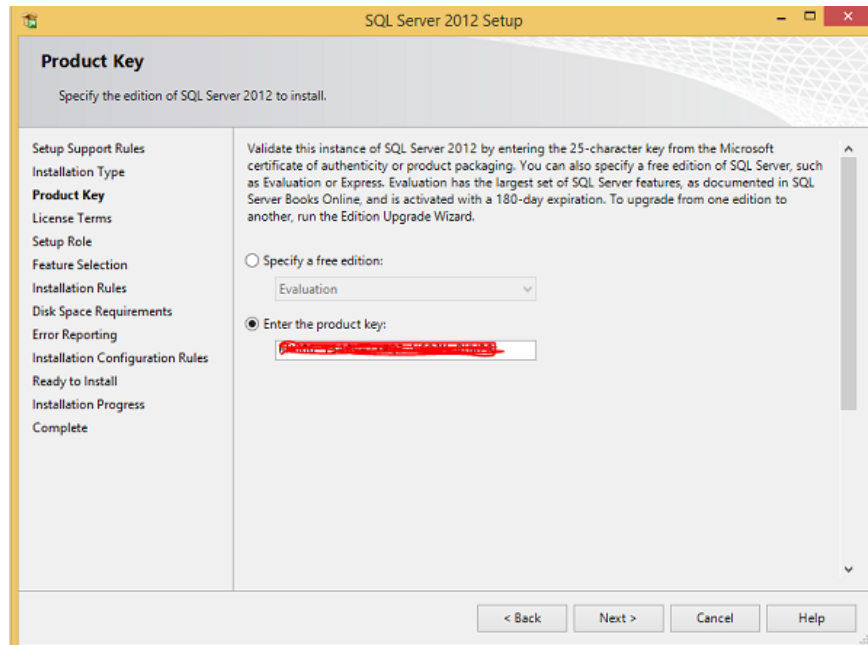 SQL Server 2012 Setup
Product Key
Specify the edition of SQL Server 2012 to install.
Setup Support Rules
Installation Type
Product Key
License Terms
Setup Role
Feature Selection
Installation Rules
Disk Space Requirements
Error Reporting
Installation Configuration Rules
Ready to Install
Installation Progress
Complete
Validate this instance of SQL Server 2012 by entering the 25-character key from the Microsoft
certificate of authenticity or product packaging. You can also specify a free edition of SQL Server, such
as Evaluation or Express. Evaluation has the largest set of SQL Server features, as documented in SQL
Server Books Online, and is activated with a 180-day expiration. To upgrade from one edition to
another, run the Edition Upgrade Wizard.
Specify a free edition:
Evaluation
Enter the product key:
< Back
Next >
Cancel
Help